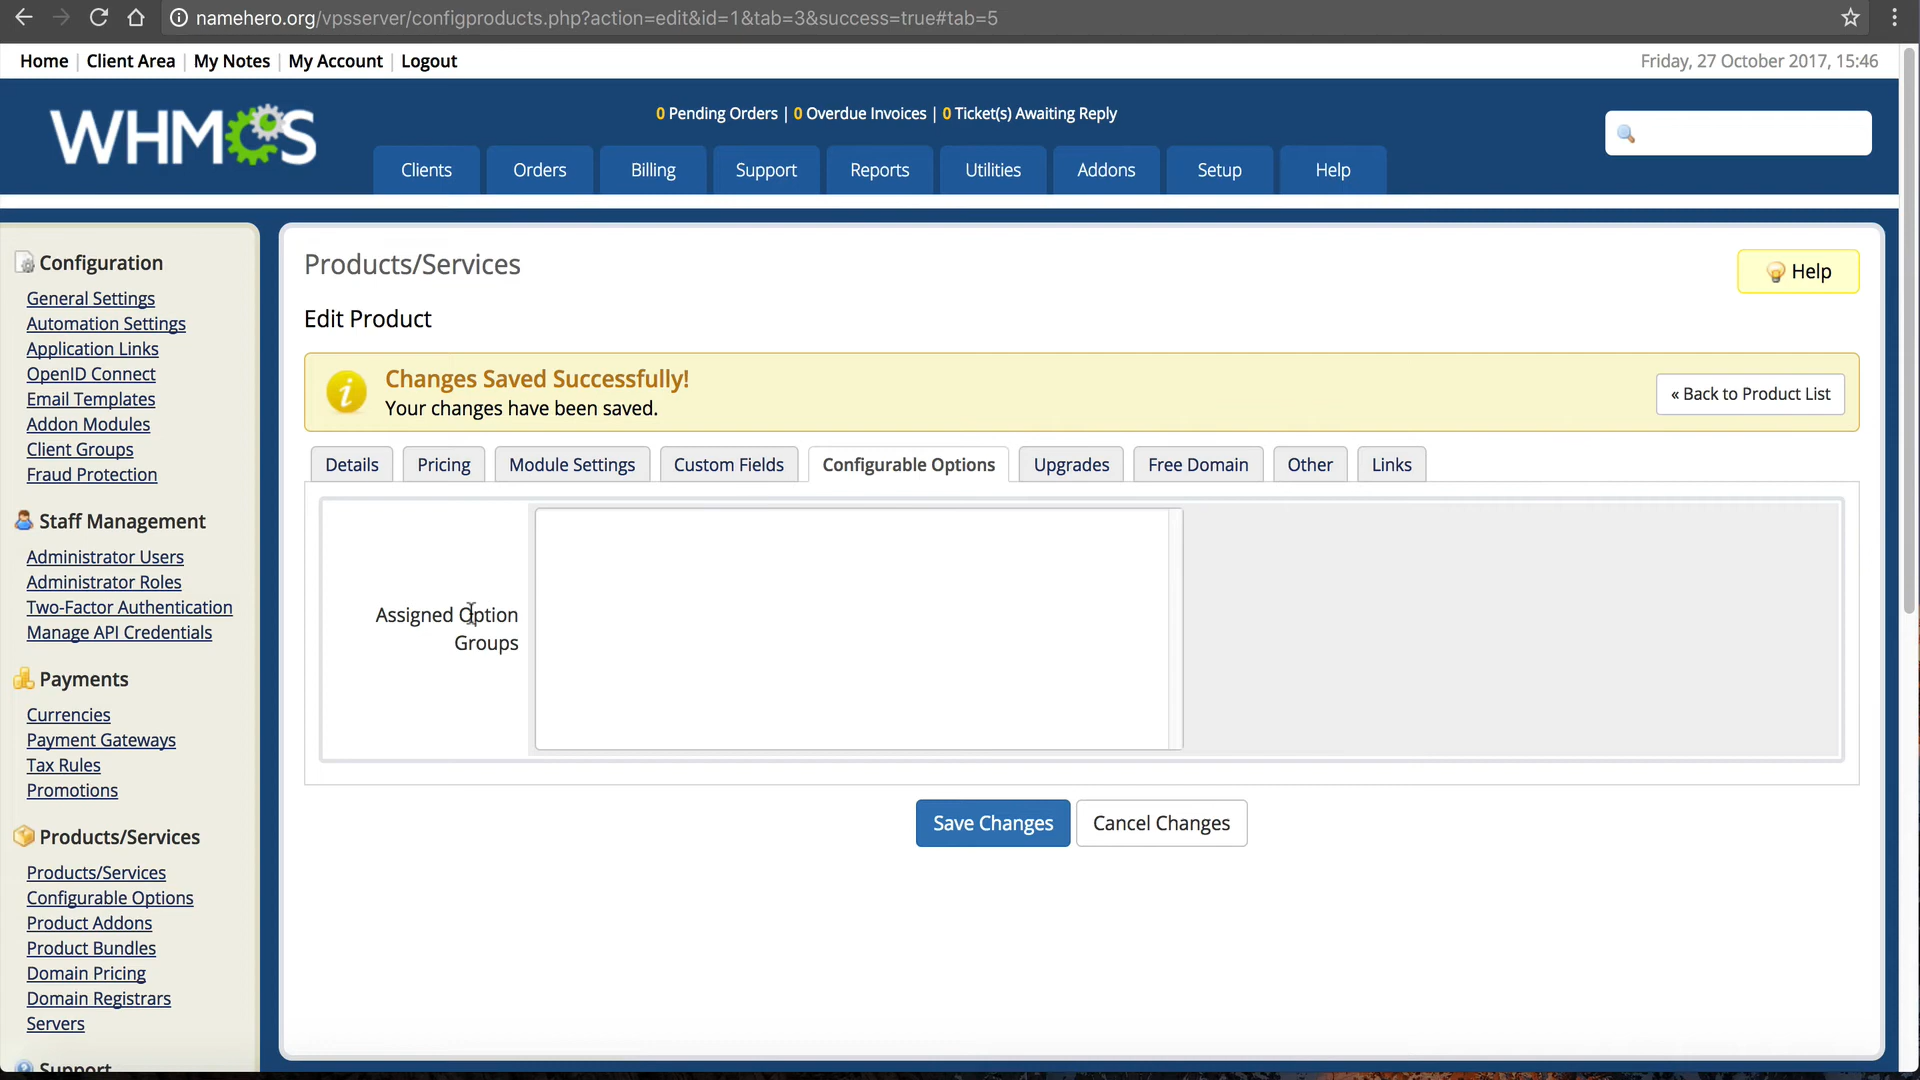 namehero.org/vpsserver/configproducts.php?action=edit&id=1&tab=3&success=true#tab=5
Home | Client Area | My Notes | My Account | Logout
Friday, 27 October 2017, 15:46
WHMCS
0 Pending Orders | 0 Overdue Invoices | 0 Ticket(s) Awaiting Reply
Clients Orders Billing Support Reports Utilities Addons Setup Help
Configuration
General Settings
Automation Settings
Application Links
OpenID Connect
Email Templates
Addon Modules
Client Groups
Fraud Protection
Staff Management
Administrator Users
Administrator Roles
Two-Factor Authentication
Manage API Credentials
Payments
Currencies
Payment Gateways
Tax Rules
Promotions
Products/Services
Products/Services
Configurable Options
Product Addons
Product Bundles
Domain Pricing
Domain Registrars
Servers
Support
Products/Services
Help
Edit Product
Changes Saved Successfully!
Your changes have been saved.
« Back to Product List
Details Pricing Module Settings Custom Fields Configurable Options Upgrades Free Domain Other Links
Assigned Option
Groups
Save Changes Cancel Changes